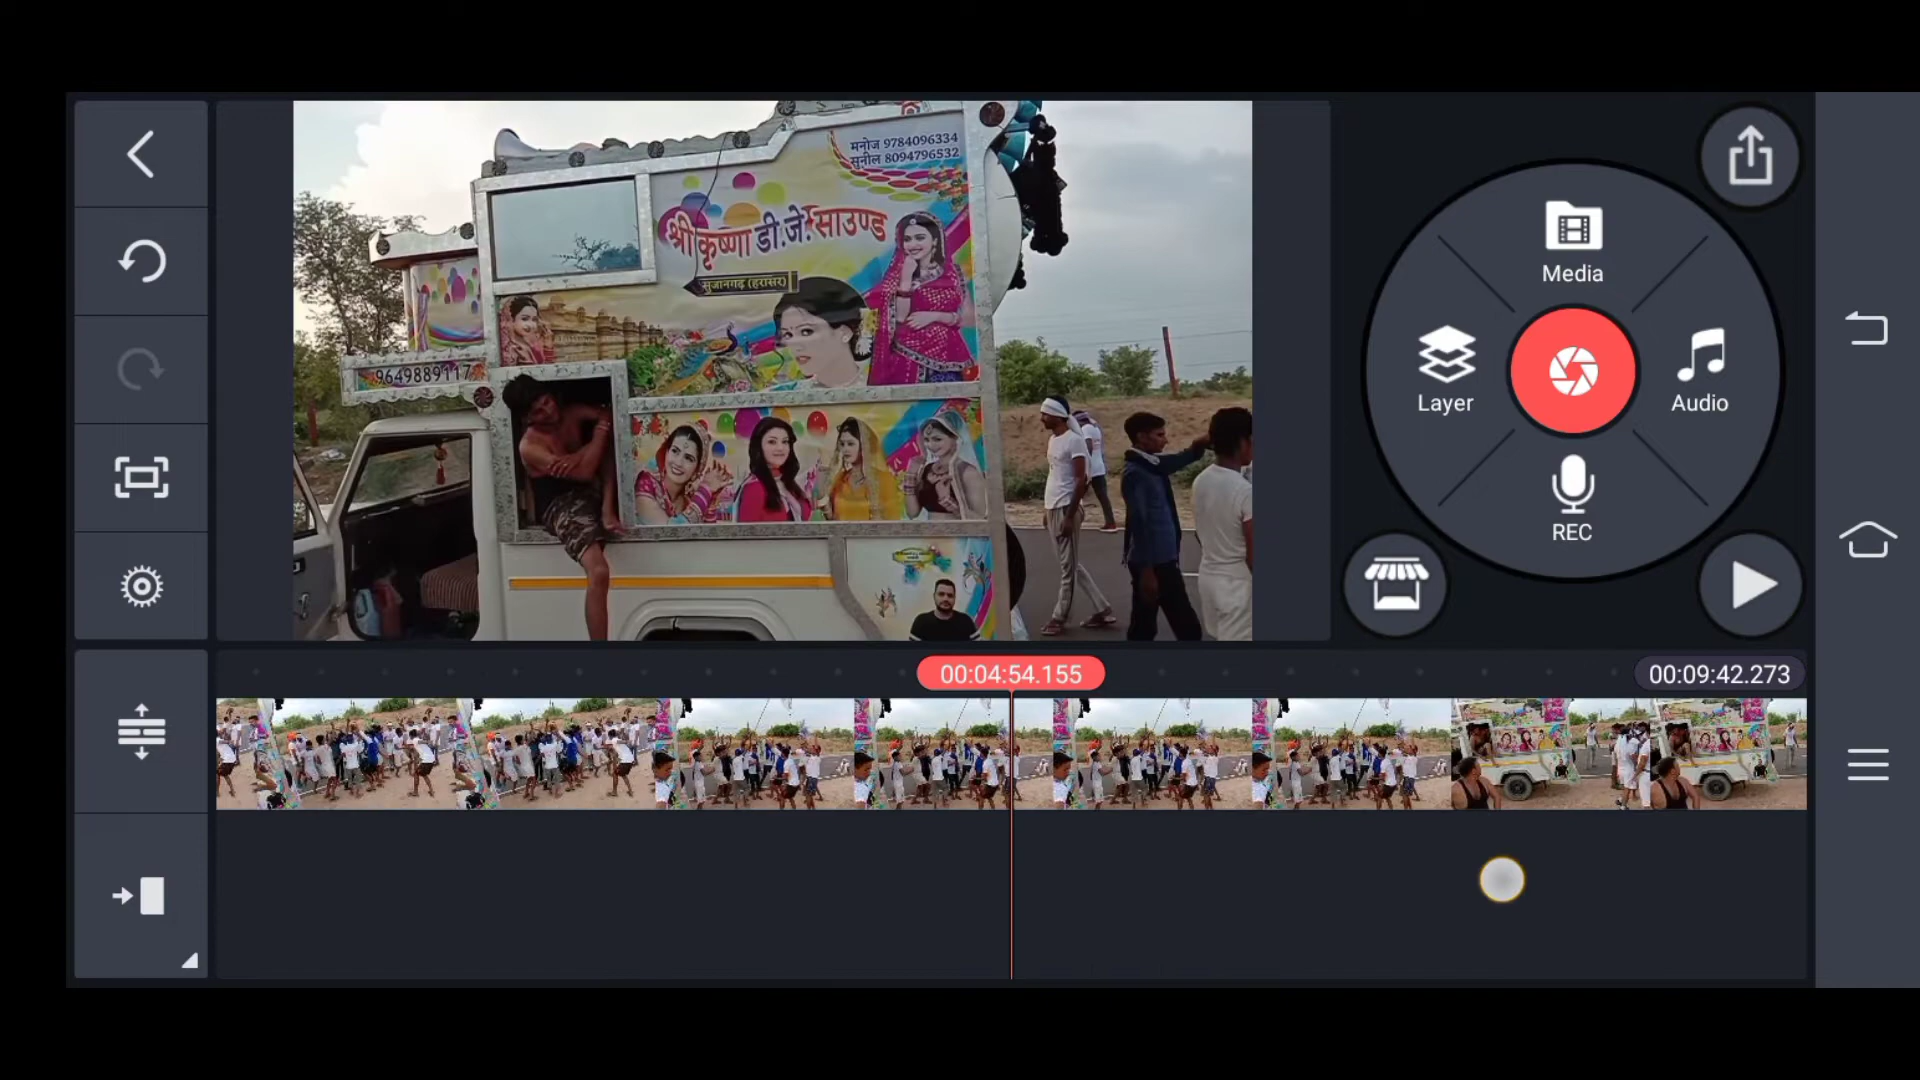 मनोज 9784096334
सुनील 8094796532
श्री कृष्णा डी.जे. साउण्ड
सुजानगढ़ (हरासर)
9649889117
Media
Layer
Audio
REC
00:04:54.155
00:09:42.273